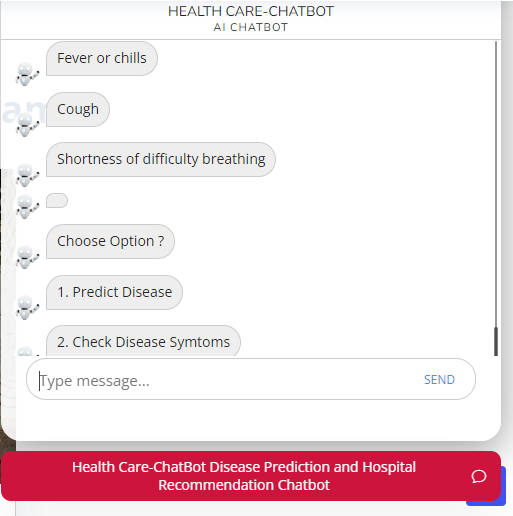 HEALTH CARE-CHATBOT
AI CHATBOT
Fever or chills
an
Cough
Shortness of difficulty breathing
Choose Option ?
1. Predict Disease
2. Check Disease Symtoms
Type message...
SEND
Health Care-ChatBot Disease Prediction and Hospital
Recommendation Chatbot